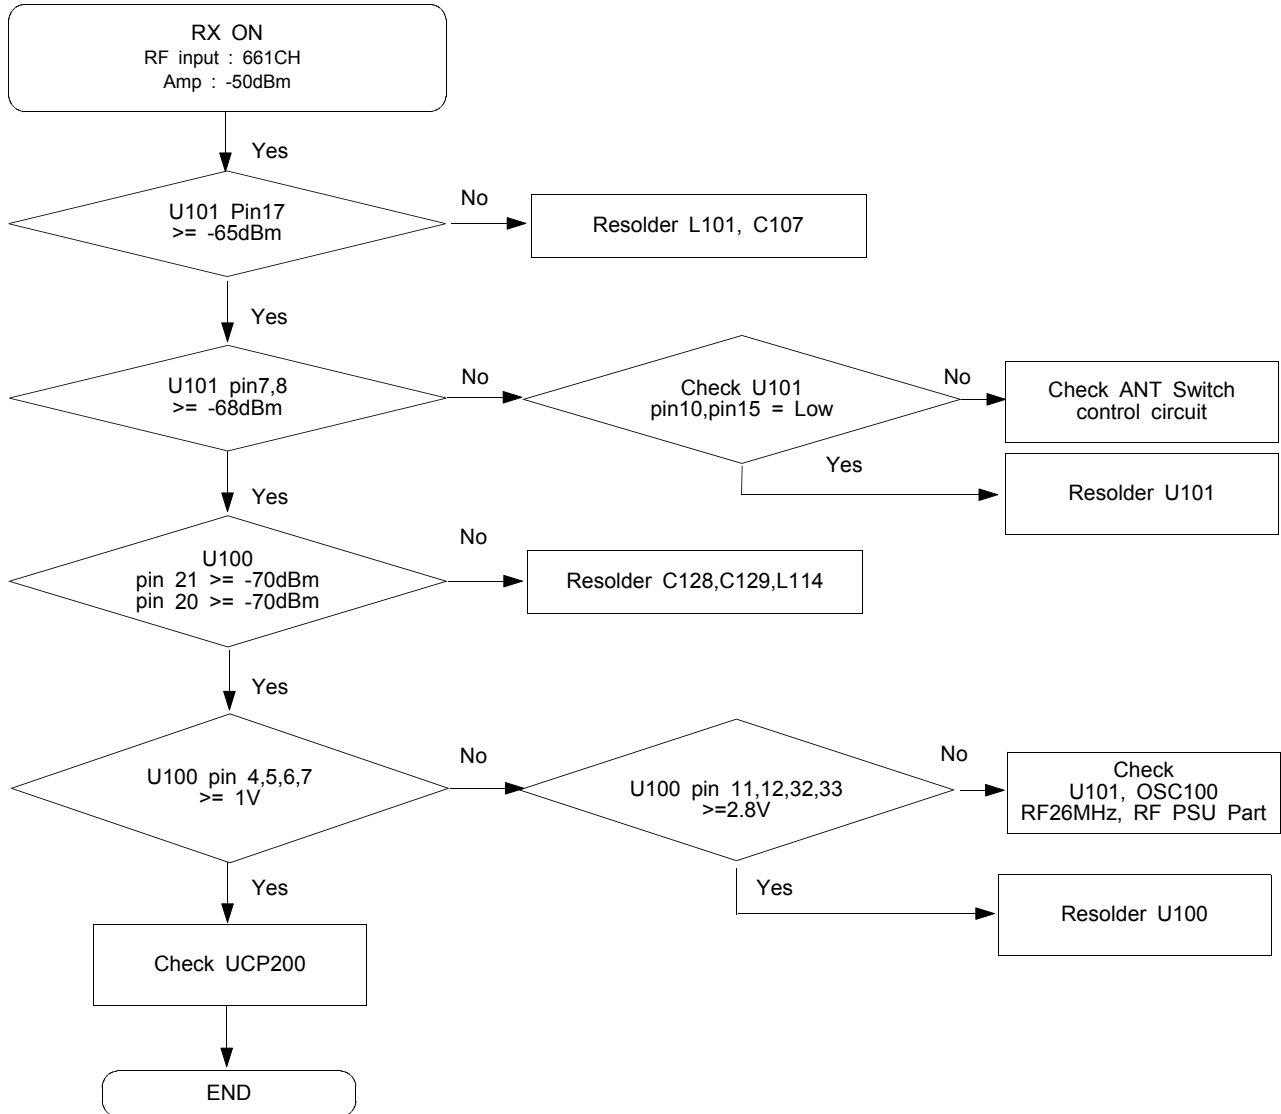 RX ON
RF input : 661CH
Amp : -50dBm
Yes
U101 Pin17
>= -65dBm
No
Resolder L101, C107
Yes
U101 pin7,8
>= -68dBm
No
Check U101
pin10,pin15 = Low
No
Check ANT Switch
control circuit
Yes
Resolder U101
Yes
U100
pin 21 >= -70dBm
pin 20 >= -70dBm
No
Resolder C128,C129,L114
Yes
U100 pin 4,5,6,7
>= 1V
No
U100 pin 11,12,32,33
>=2.8V
No
Check
U101, OSC100
RF26MHz, RF PSU Part
Yes
Resolder U100
Yes
Check UCP200
END